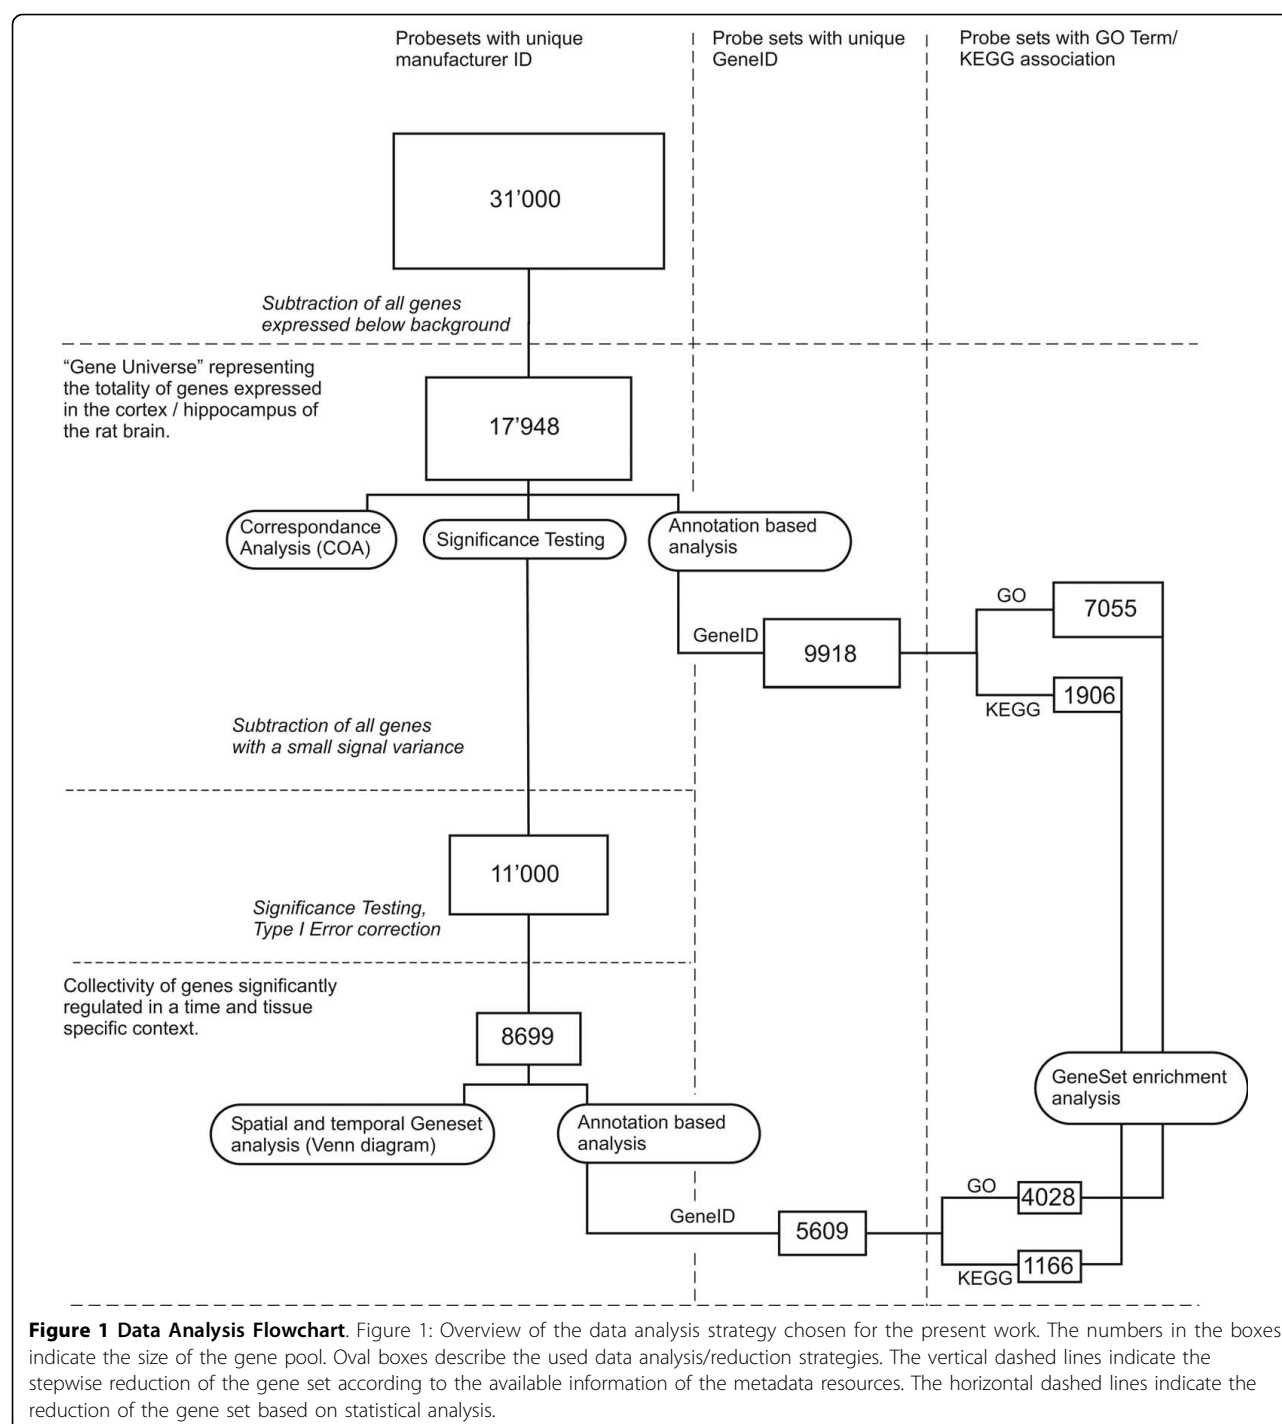 Probesets with unique
manufacturer ID
Probe sets with unique
GeneID
Probe sets with GO Term/
KEGG association
31’000
Subtraction of all genes
expressed below background
“Gene Universe” representing
the totality of genes expressed
in the cortex / hippocampus of
the rat brain.
17’948
Correspondance
Analysis (COA)
Significance Testing
Annotation based
analysis
GeneID
9918
GO
7055
KEGG
1906
Subtraction of all genes
with a small signal variance
11’000
Significance Testing,
Type I Error correction
Collectivity of genes significantly
regulated in a time and tissue
specific context.
8699
Spatial and temporal Geneset
analysis (Venn diagram)
Annotation based
analysis
GeneSet enrichment
analysis
GeneID
5609
GO
4028
KEGG
1166
Figure 1 Data Analysis Flowchart. Figure 1: Overview of the data analysis strategy chosen for the present work. The numbers in the boxes
indicate the size of the gene pool. Oval boxes describe the used data analysis/reduction strategies. The vertical dashed lines indicate the
stepwise reduction of the gene set according to the available information of the metadata resources. The horizontal dashed lines indicate the
reduction of the gene set based on statistical analysis.